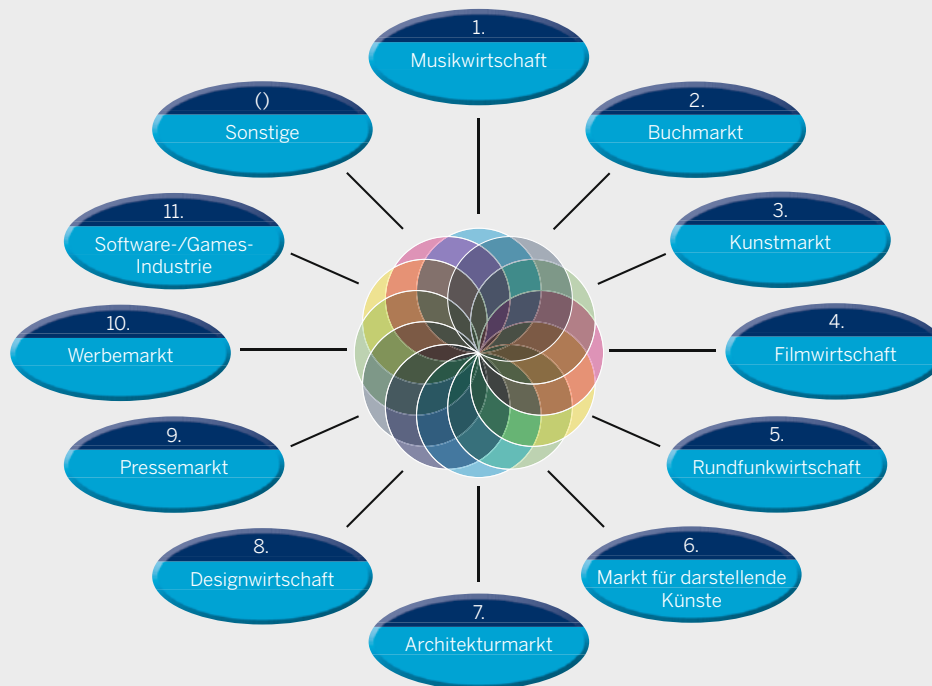 1.
Musikwirtschaft
2.
Buchmarkt
3.
Kunstmarkt
4.
Filmwirtschaft
5.
Rundfunkwirtschaft
6.
Markt für darstellende
Künste
7.
Architekturmarkt
8.
Designwirtschaft
9.
Pressemarkt
10.
Werbemarkt
11.
Software-/Games-
Industrie
()
Sonstige